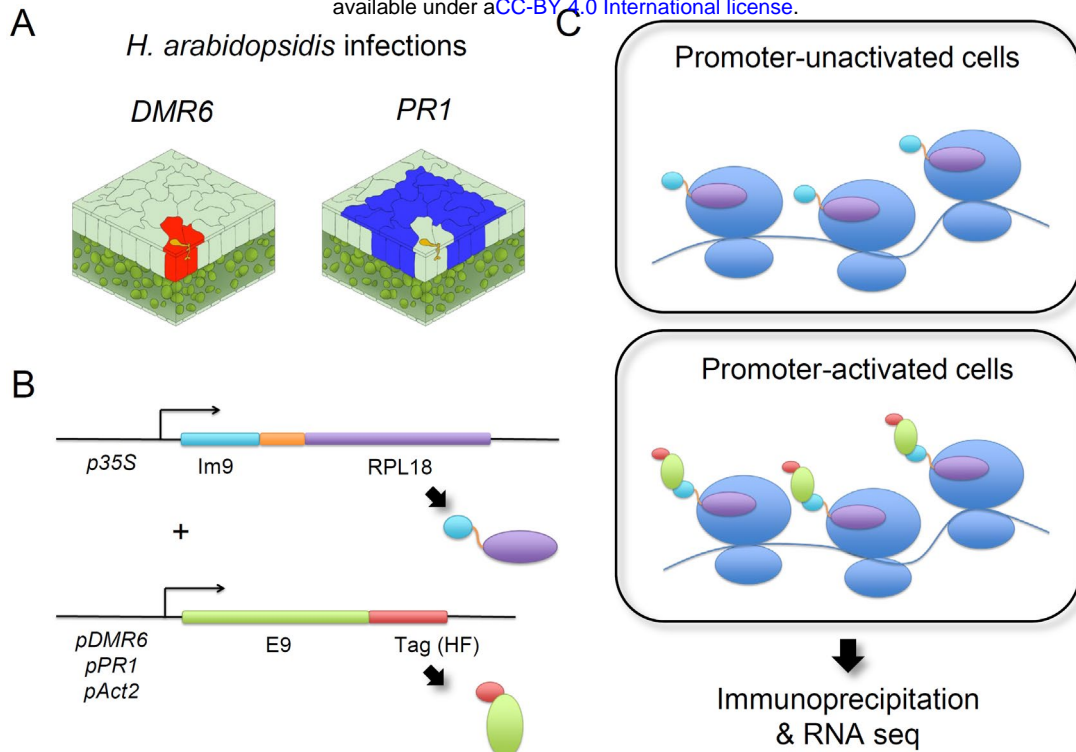 available under aCC-BY 4.0 International license.
A
H. arabidopsidis infections
DMR6
PR1
B
p35S
Im9
RPL18
+
pDMR6
pPR1
pAct2
E9
Tag (HF)
C
Promoter-unactivated cells
Promoter-activated cells
Immunoprecipitation
& RNA seq